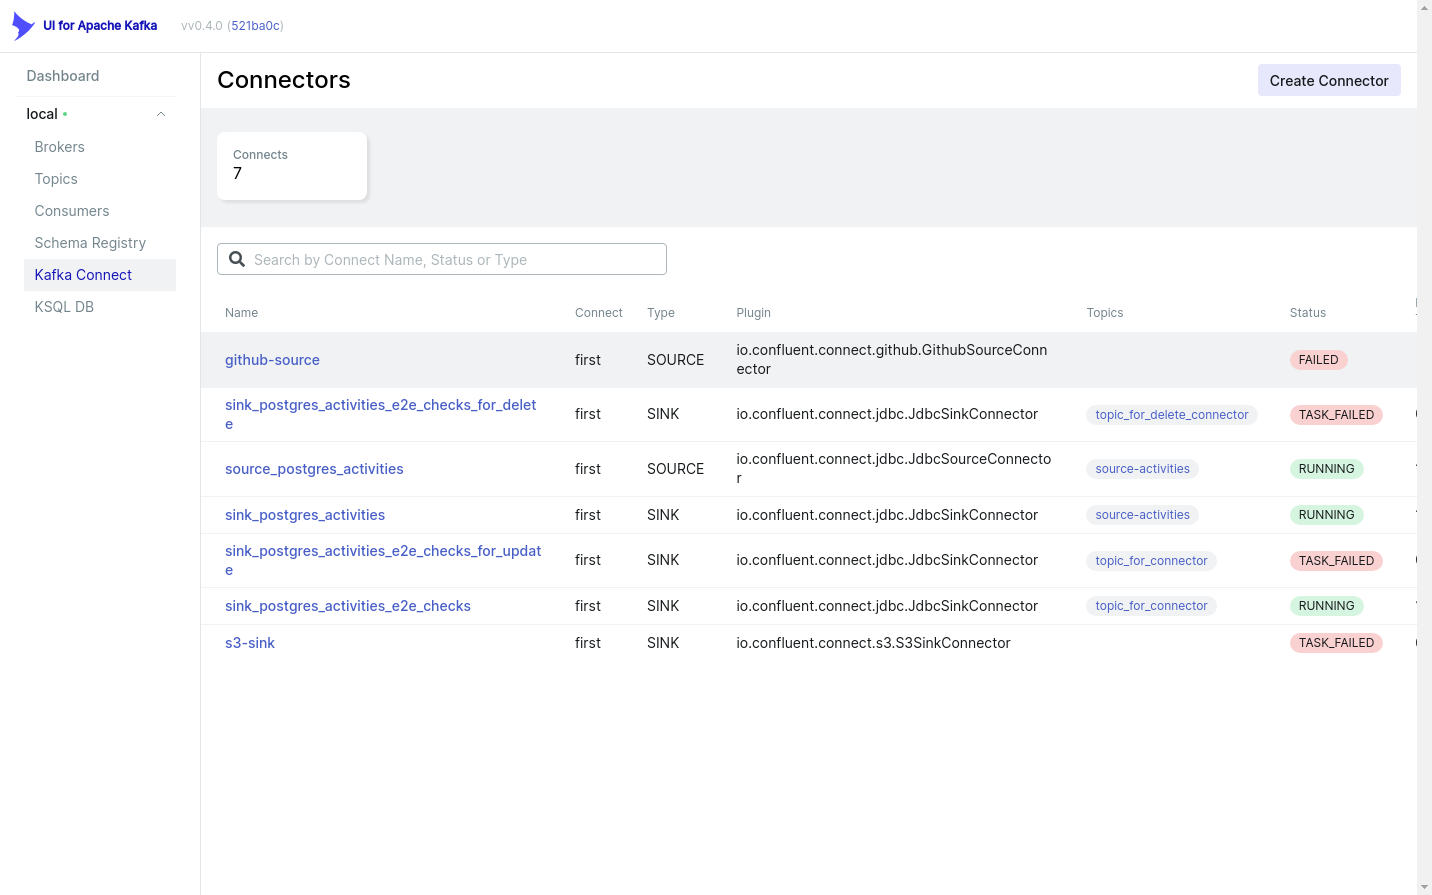 UI for Apache Kafka
vv0.4.0 (521ba0c)
Dashboard
local
Brokers
Topics
Consumers
Schema Registry
Kafka Connect
KSQL DB
Connectors
Create Connector
Connects
7
Search by Connect Name, Status or Type
Name Connect Type Plugin Topics Status
github-source first SOURCE io.confluent.connect.github.GithubSourceConn
ector FAILED
sink_postgres_activities_e2e_checks_for_delet
e first SINK io.confluent.connect.jdbc.JdbcSinkConnector topic_for_delete_connector TASK_FAILED
source_postgres_activities first SOURCE io.confluent.connect.jdbc.JdbcSourceConnecto
r source-activities RUNNING
sink_postgres_activities first SINK io.confluent.connect.jdbc.JdbcSinkConnector source-activities RUNNING
sink_postgres_activities_e2e_checks_for_updat
e first SINK io.confluent.connect.jdbc.JdbcSinkConnector topic_for_connector TASK_FAILED
sink_postgres_activities_e2e_checks first SINK io.confluent.connect.jdbc.JdbcSinkConnector topic_for_connector RUNNING
s3-sink first SINK io.confluent.connect.s3.S3SinkConnector TASK_FAILED